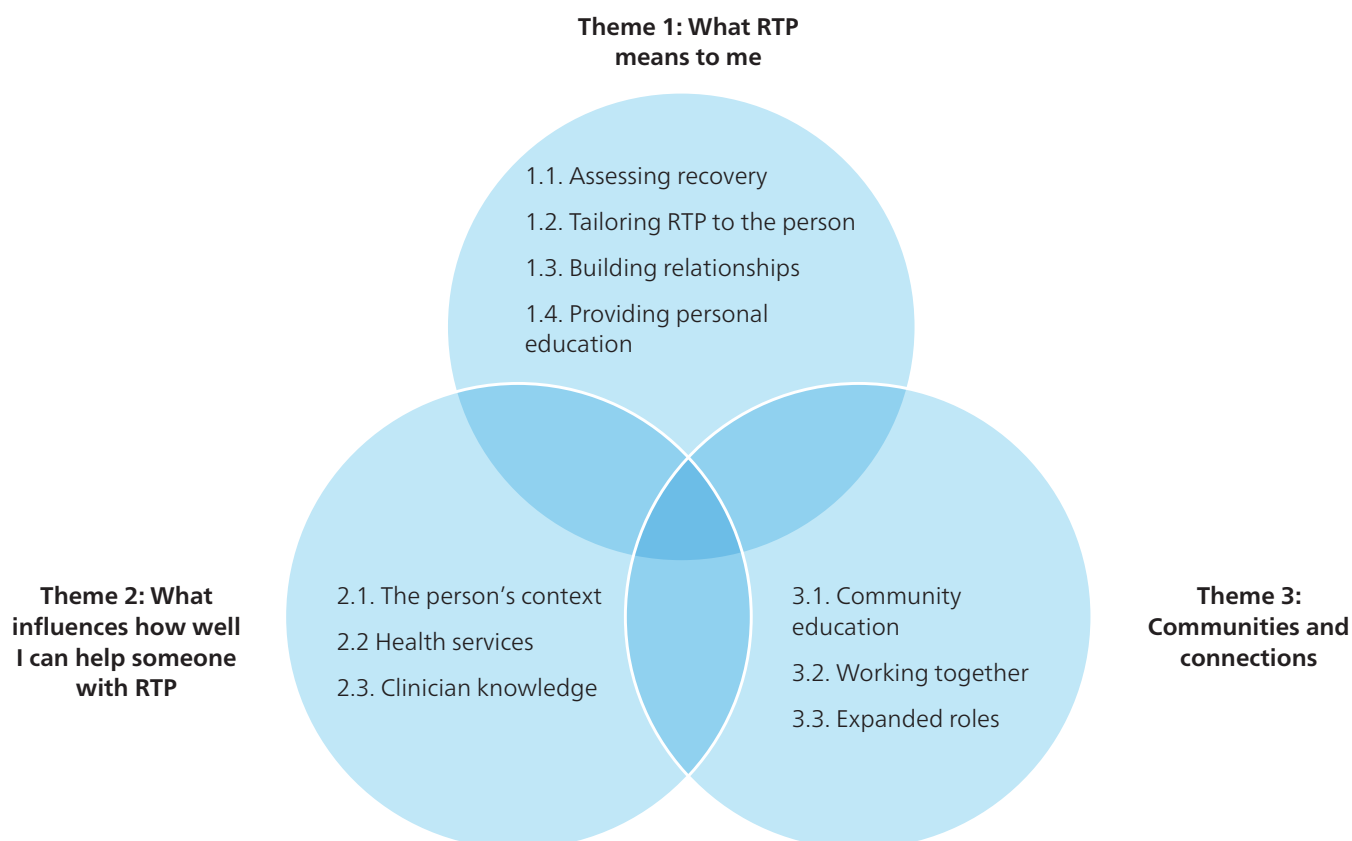 Theme 1: What RTP
means to me
1.1. Assessing recovery
1.2. Tailoring RTP to the person
1.3. Building relationships
1.4. Providing personal
education
Theme 2: What
influences how well
I can help someone
with RTP
2.1. The person’s context
2.2 Health services
2.3. Clinician knowledge
3.1. Community
education
3.2. Working together
3.3. Expanded roles
Theme 3:
Communities and
connections